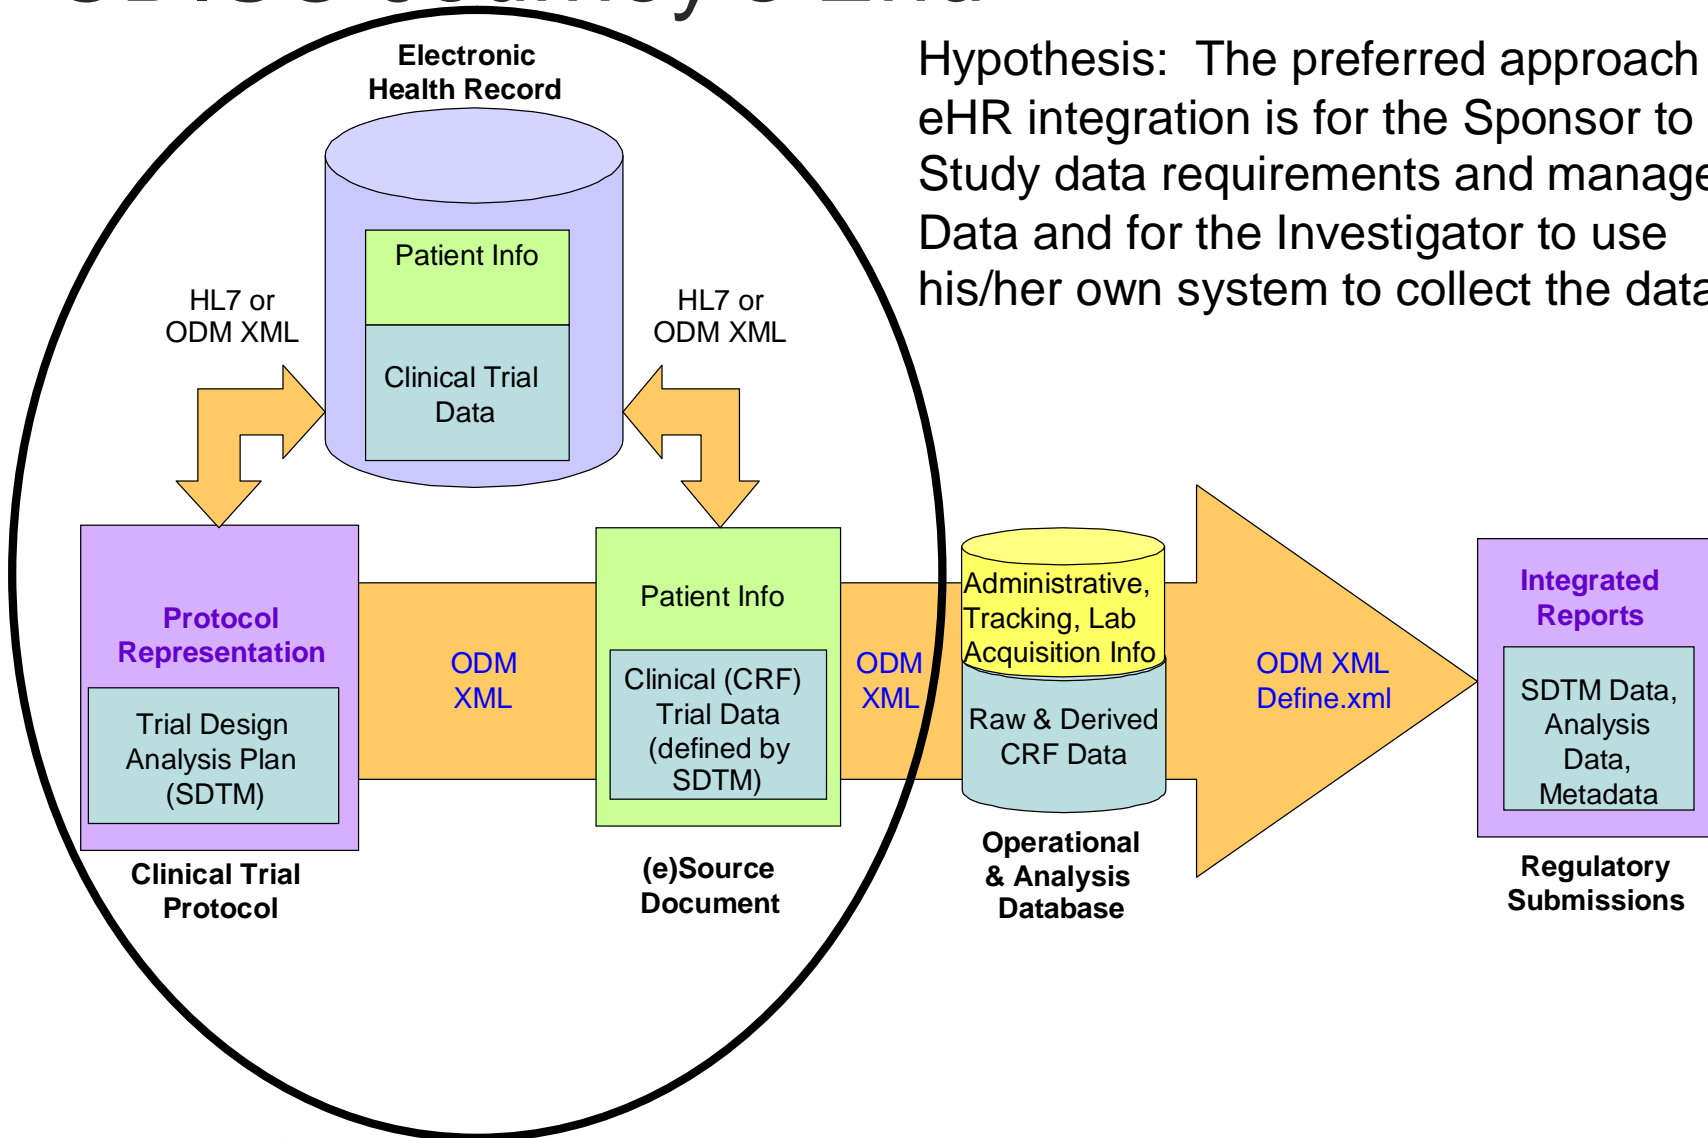 Journey's End
Hypothesis: The preferred approach
eHR integration is for the Sponsor to
Study data requirements and manage
Data and for the Investigator to use
his/her own system to collect the data
Electronic
Health Record
Patient Info
Clinical Trial
Data
HL7 or
ODM XML
HL7 or
ODM XML
Protocol
Representation
Trial Design
Analysis Plan
(SDTM)
Clinical Trial
Protocol
ODM
XML
Patient Info
Clinical (CRF)
Trial Data
(defined by
SDTM)
(e)Source
Document
ODM
XML
Administrative,
Tracking, Lab
Acquisition Info
Raw & Derived
CRF Data
Operational
& Analysis
Database
ODM XML
Define.xml
Integrated
Reports
SDTM Data,
Analysis
Data,
Metadata
Regulatory
Submissions